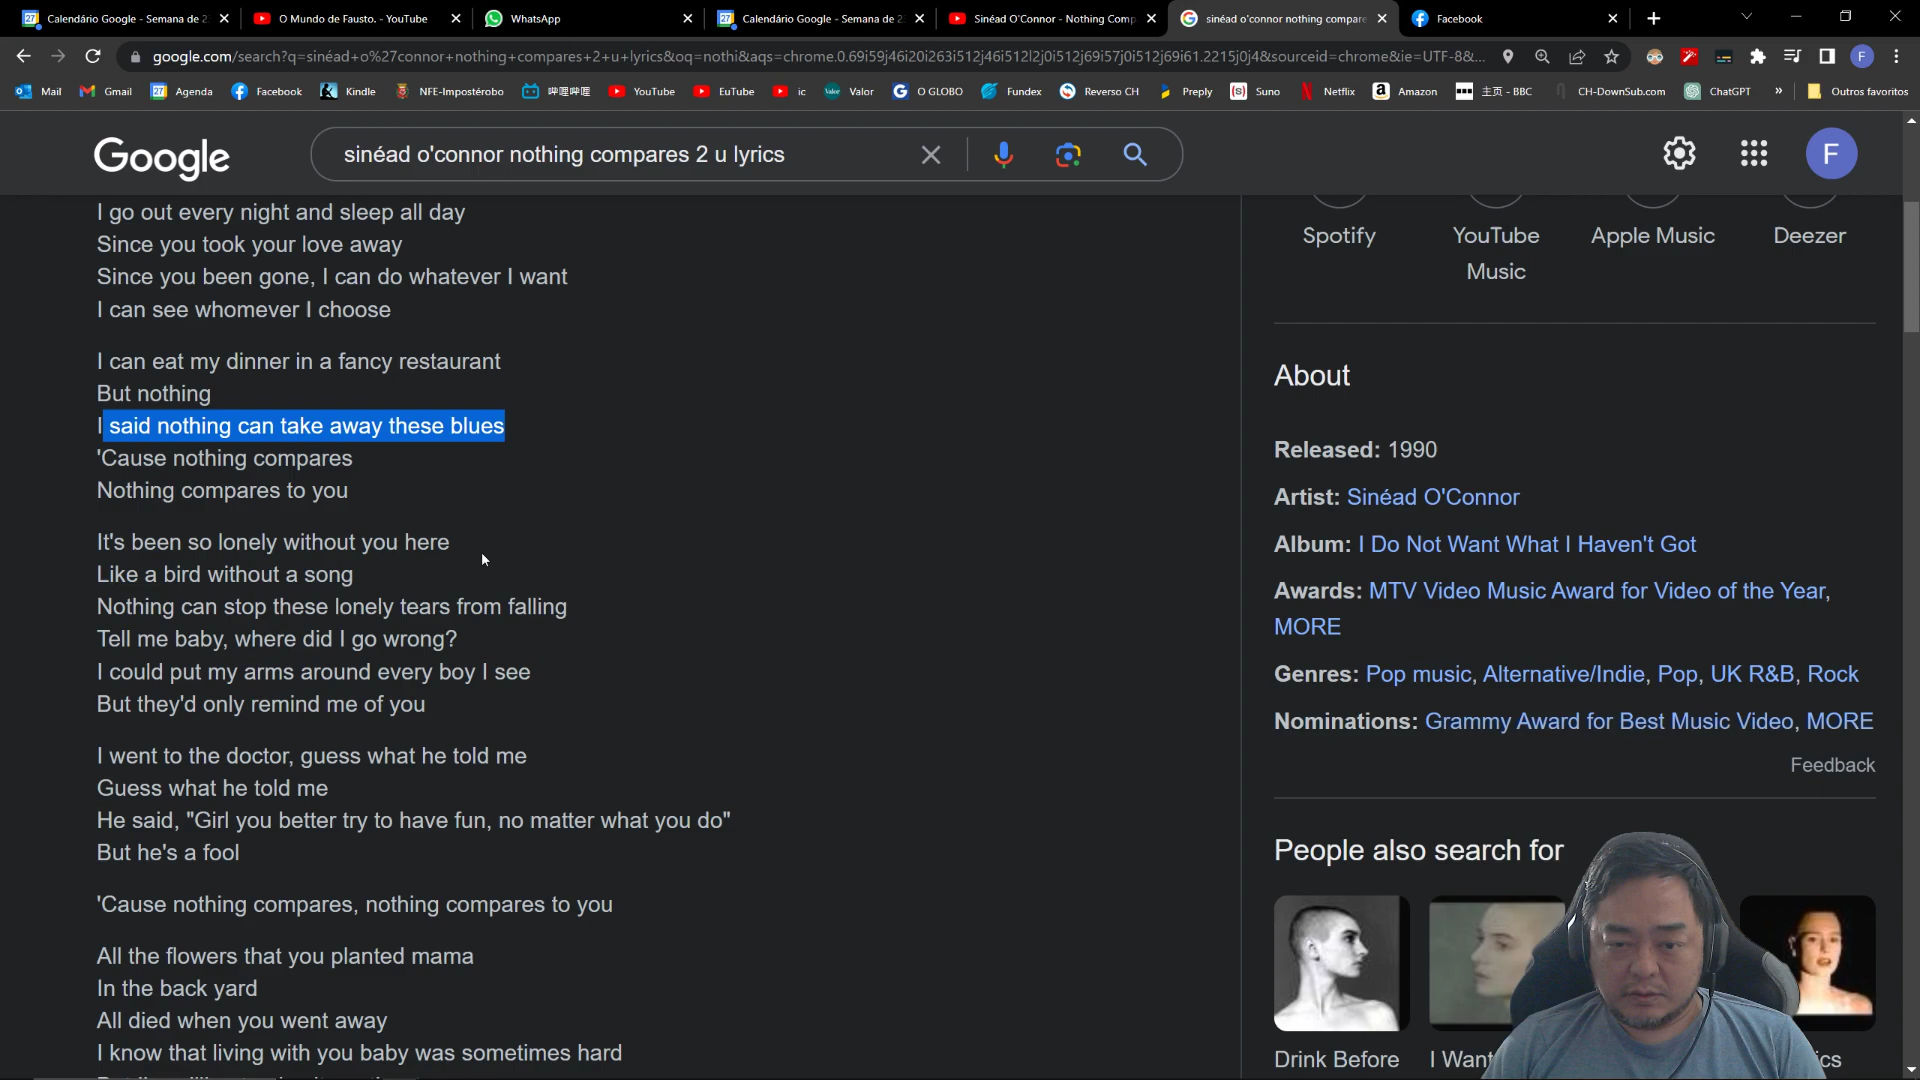 Calendário Google - Semana de 2
O Mundo de Fausto. - YouTube
WhatsApp
Calendário Google - Semana de 2
Sinéad O'Connor - Nothing Comp
sinéad o'connor nothing compare
Facebook
google.com/search?q=sinéad+o%27connor+nothing+compares+2+u+lyrics&oq=nothi&aqs=chrome.0.69i59j46i20i263i512j46i512l2j0i512j69i57j0i512j69i61.2215j0j4&sourceid=chrome&ie=UTF-8&...
F
Mail
Gmail
Agenda
Facebook
Kindle
NFE-Impostérobo
哔哩哔哩
YouTube
EuTube
ic
Valor
O GLOBO
Fundex
Reverso CH
Preply
Suno
Netflix
Amazon
主页 - BBC
CH-DownSub.com
ChatGPT
»
Outros favoritos
Google
sinéad o'connor nothing compares 2 u lyrics
F
I go out every night and sleep all day
Since you took your love away
Since you been gone, I can do whatever I want
I can see whomever I choose
I can eat my dinner in a fancy restaurant
But nothing
I said nothing can take away these blues
'Cause nothing compares
Nothing compares to you
It's been so lonely without you here
Like a bird without a song
Nothing can stop these lonely tears from falling
Tell me baby, where did I go wrong?
I could put my arms around every boy I see
But they'd only remind me of you
I went to the doctor, guess what he told me
Guess what he told me
He said, "Girl you better try to have fun, no matter what you do"
But he's a fool
'Cause nothing compares, nothing compares to you
All the flowers that you planted mama
In the back yard
All died when you went away
I know that living with you baby was sometimes hard
Spotify
YouTube
Music
Apple Music
Deezer
About
Released: 1990
Artist: Sinéad O'Connor
Album: I Do Not Want What I Haven't Got
Awards: MTV Video Music Award for Video of the Year,
MORE
Genres: Pop music, Alternative/Indie, Pop, UK R&B, Rock
Nominations: Grammy Award for Best Music Video, MORE
Feedback
People also search for
Drink Before
I Want